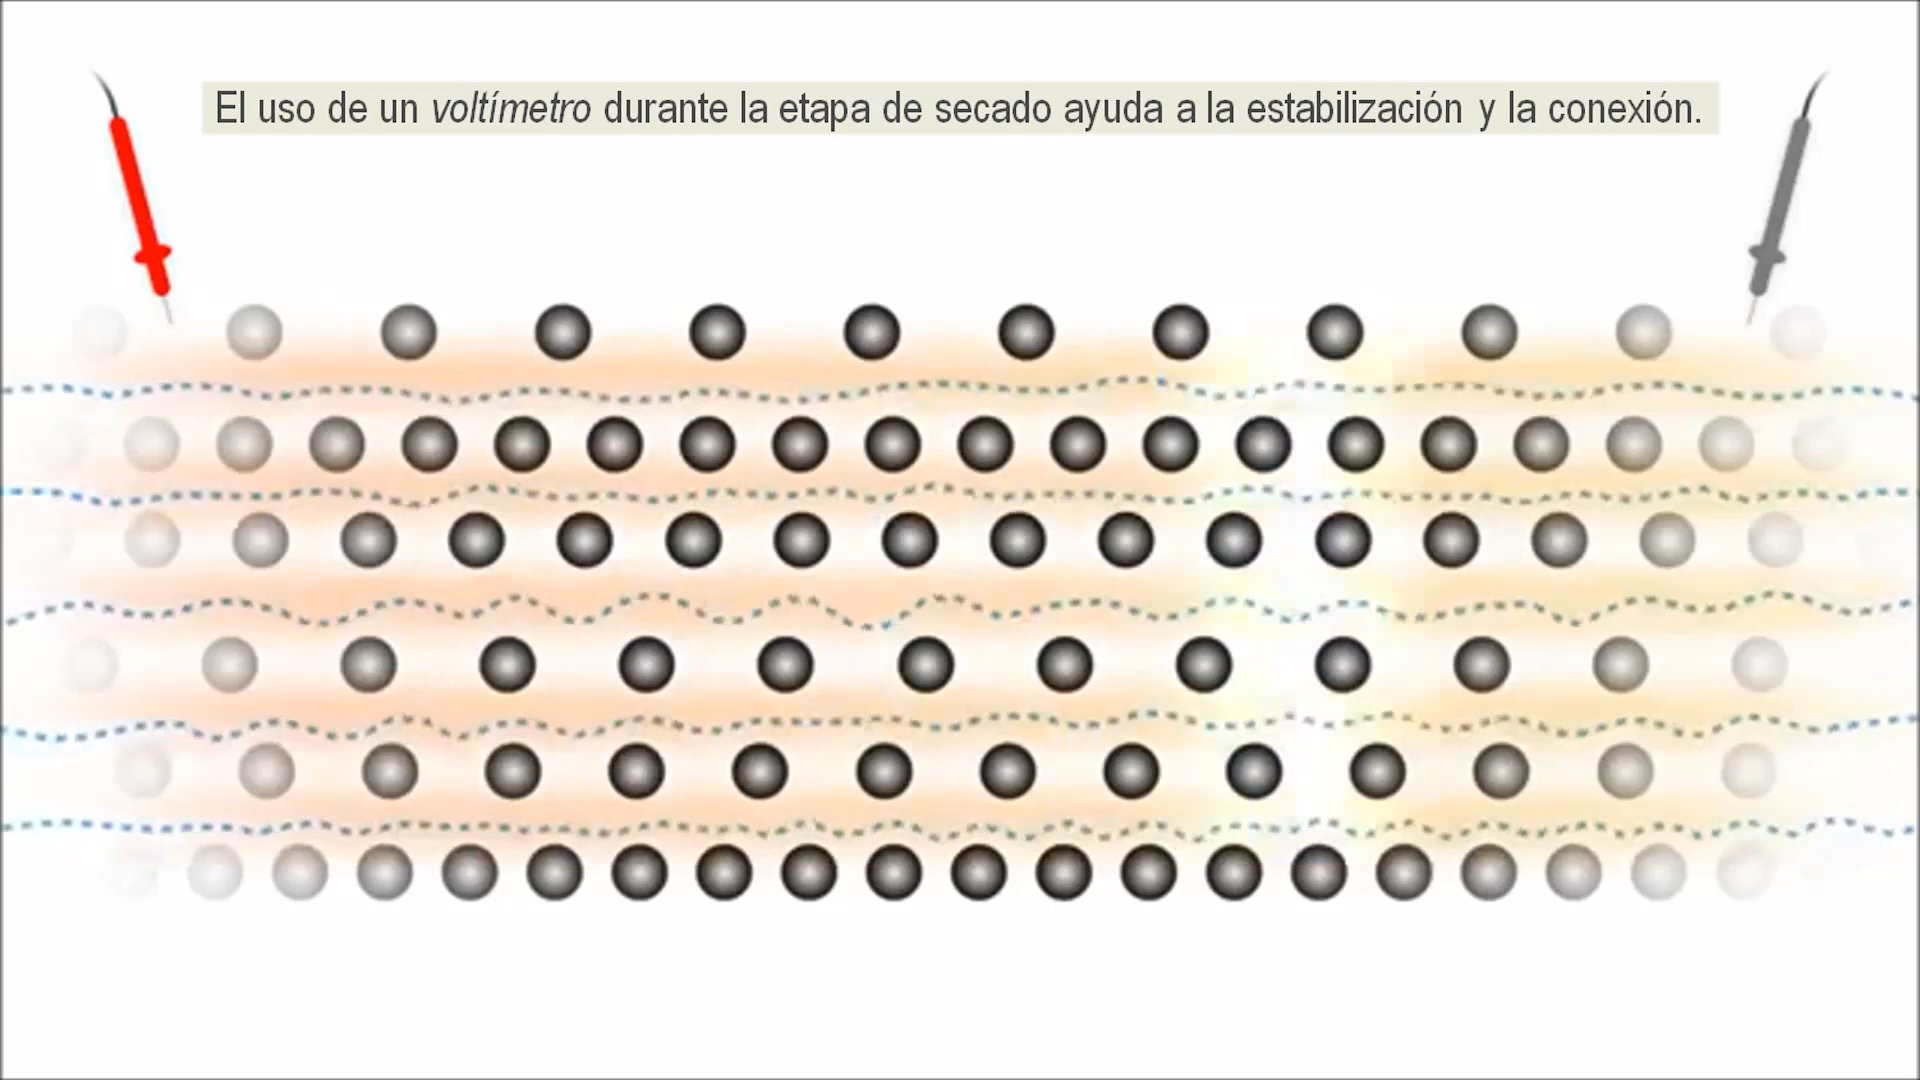 El uso de un voltímetro durante la etapa de secado ayuda a la estabilización y la conexión.